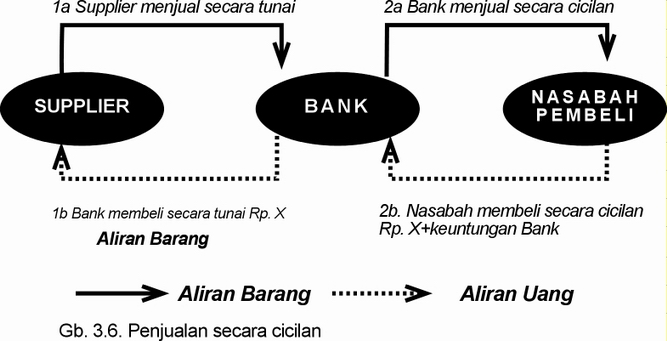 1a Supplier menjual secara tunai
2a Bank menjual secara cicilan
SUPPLIER
BANK
NASABAH
PEMBELI
1b Bank membeli secara tunai Rp. X
Aliran Barang
2b. Nasabah membeli secara cicilan
Rp. X+keuntungan Bank
Aliran Barang
Aliran Uang
Gb. 3.6. Penjualan secara cicilan